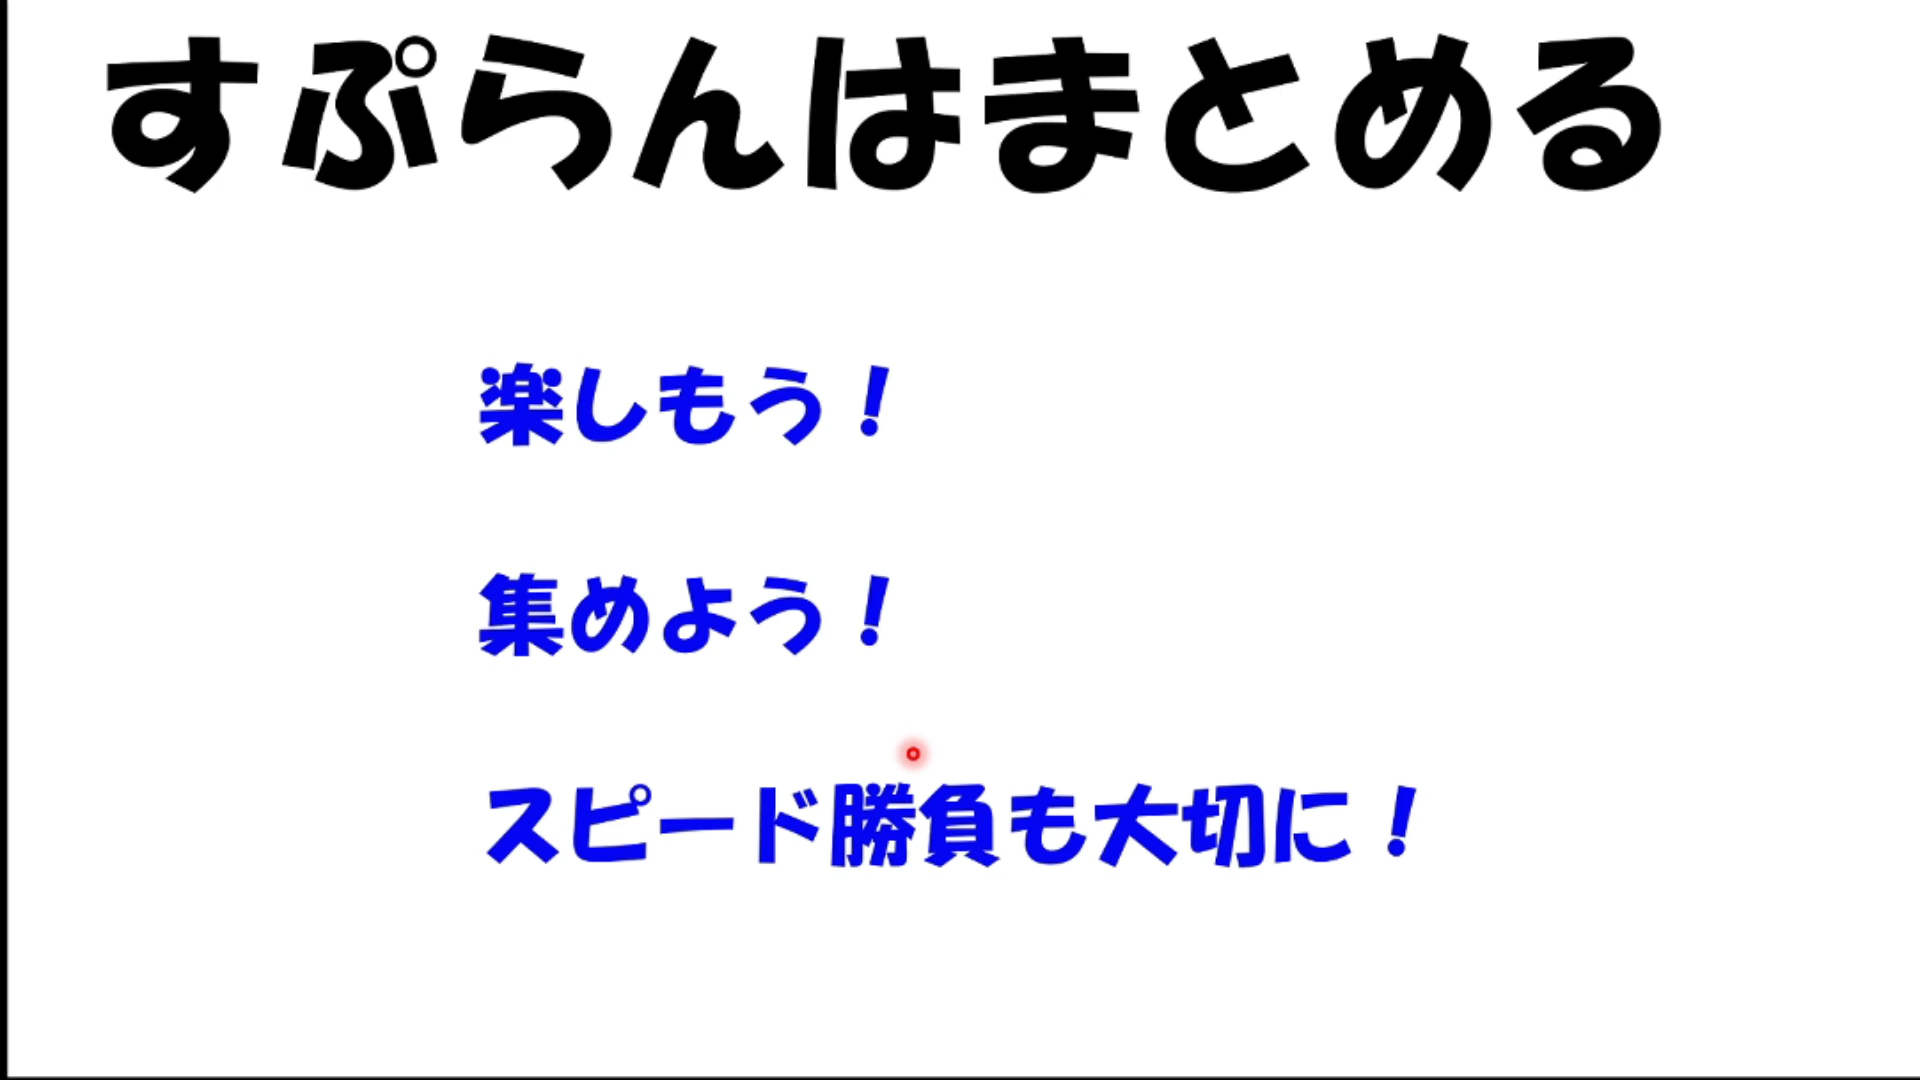 すぷらんはまとめる
楽しもう！
集めよう！
スピード勝負も大切に！